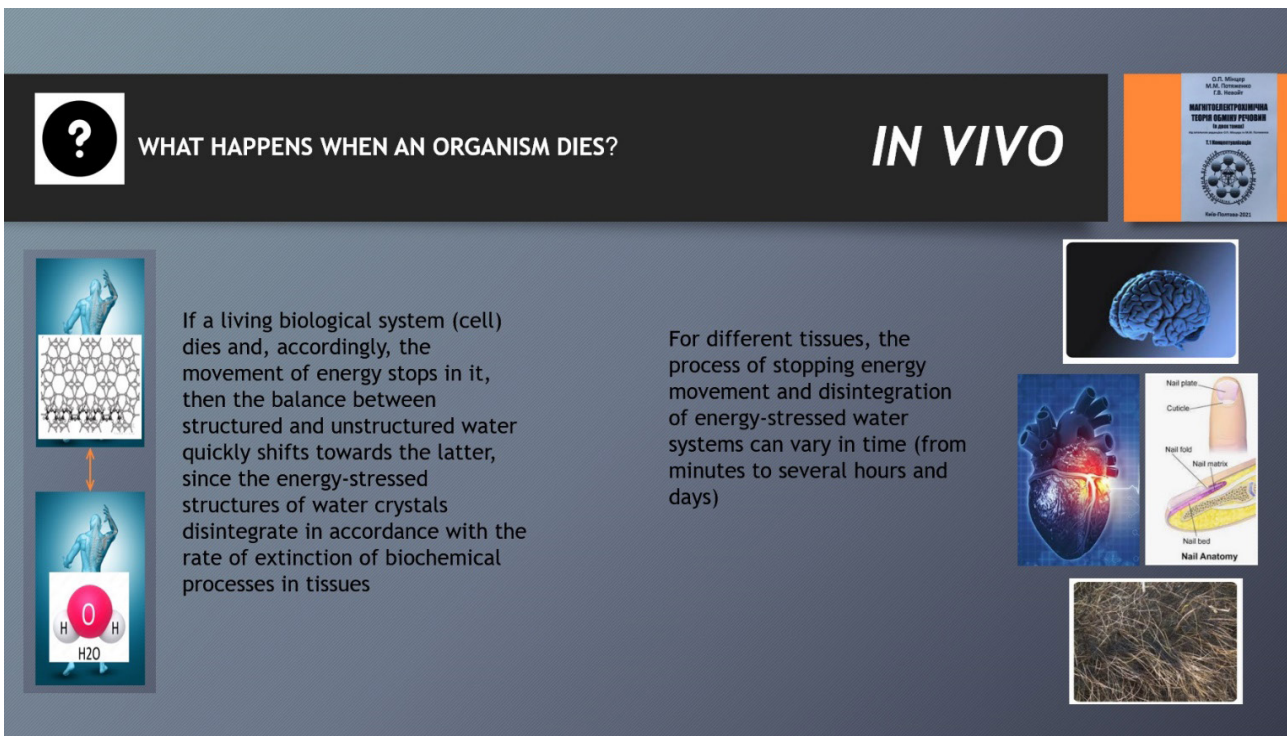 WHAT HAPPENS WHEN AN ORGANISM DIES?
IN VIVO
О.П. Мінцер
М.М. Потяженко
Г.В. Невойт
МАГНІТОЕЛЕКТРОХІМІЧНА
ТЕОРІЯ ОБМІНУ РЕЧОВИН
(у двох томах)
Т.1 Концептуалізація
Київ-Полтава-2021
If a living biological system (cell)
dies and, accordingly, the
movement of energy stops in it,
then the balance between
structured and unstructured water
quickly shifts towards the latter,
since the energy-stressed
structures of water crystals
disintegrate in accordance with the
rate of extinction of biochemical
processes in tissues
O
H H
H2O
For different tissues, the
process of stopping energy
movement and disintegration
of energy-stressed water
systems can vary in time (from
minutes to several hours and
days)
Nail plate
Cuticle
Nail fold
Nail matrix
Nail bed
Nail Anatomy